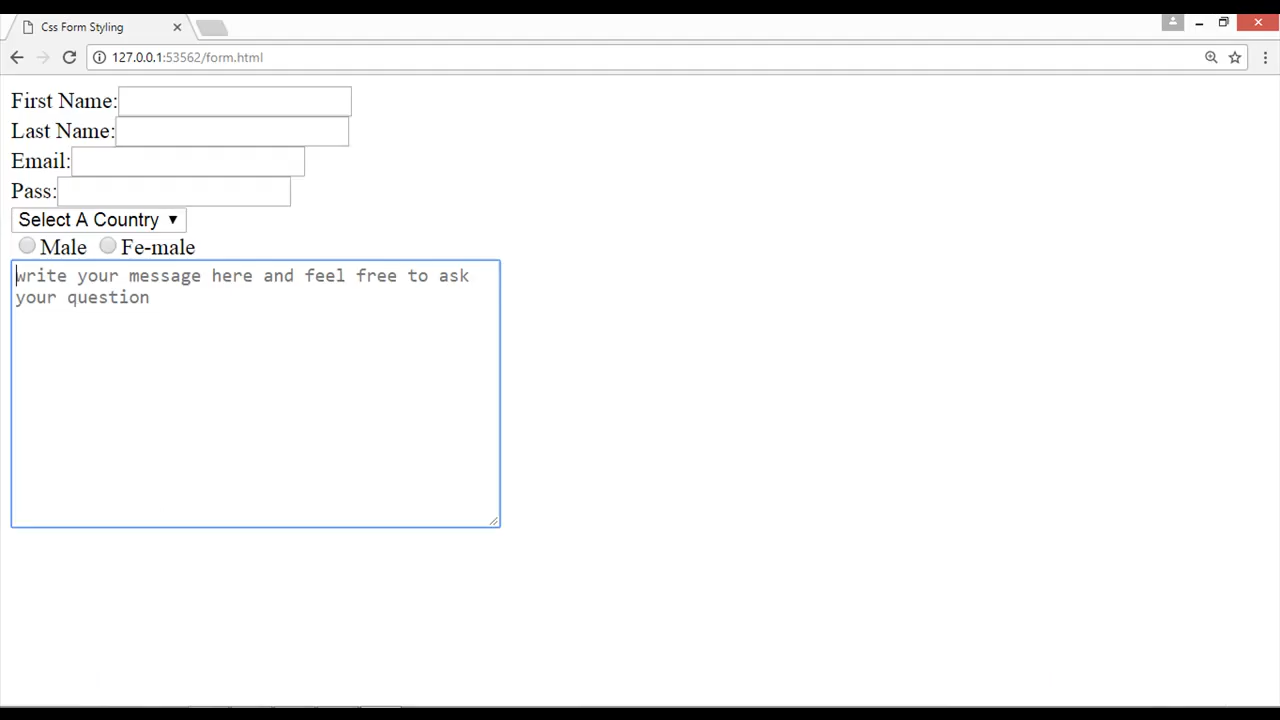 Css Form Styling
127.0.0.1:53562/form.html
First Name:
Last Name:
Email:
Pass:
Select A Country
Male Fe-male
write your message here and feel free to ask
your question